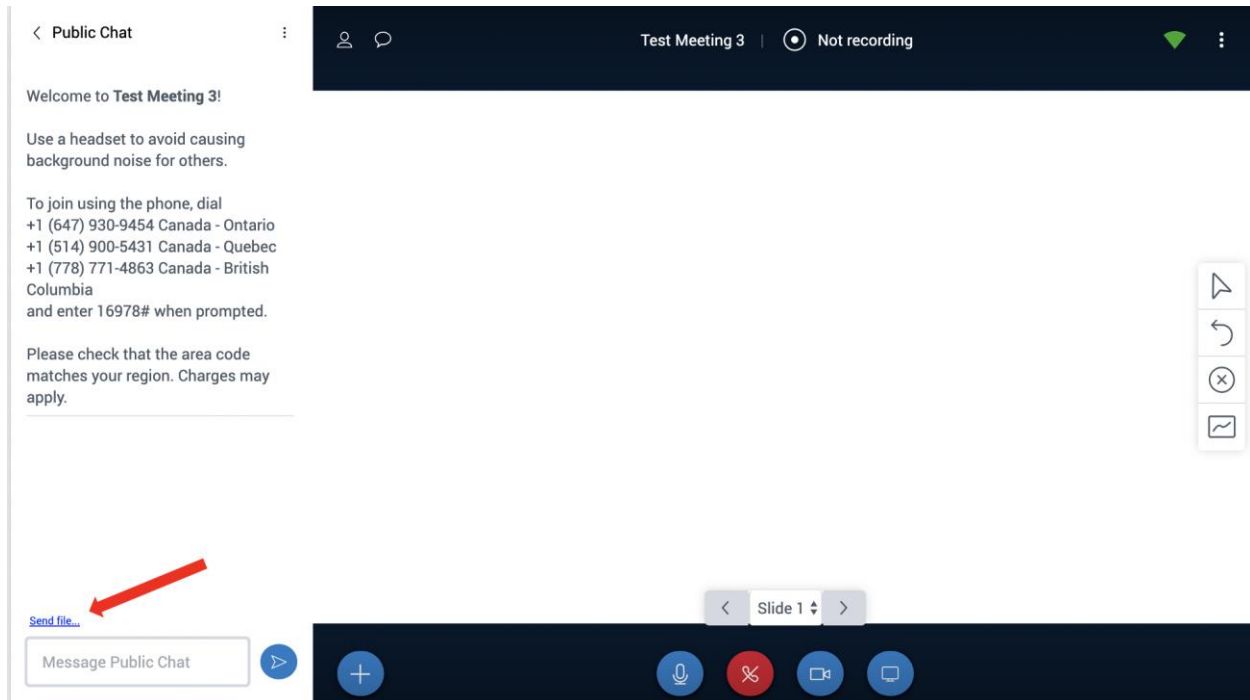 Public Chat
Welcome to Test Meeting 3!
Use a headset to avoid causing
background noise for others.
To join using the phone, dial
+1 (647) 930-9454 Canada - Ontario
+1 (514) 900-5431 Canada - Quebec
+1 (778) 771-4863 Canada - British
Columbia
and enter 16978# when prompted.
Please check that the area code
matches your region. Charges may
apply.
Send file...
Message Public Chat
Test Meeting 3 | Not recording
Slide 1